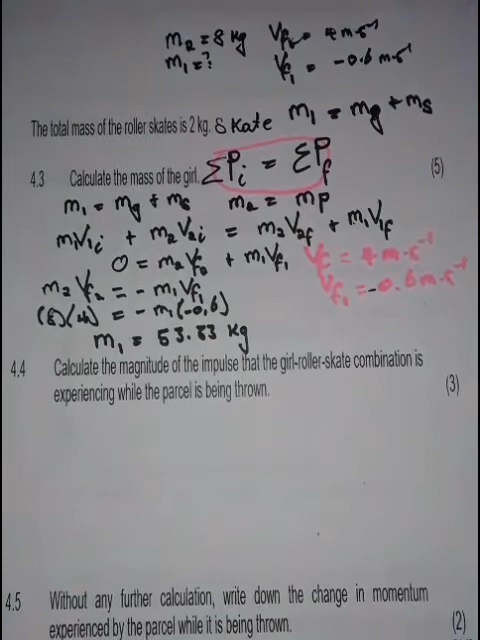 m₂ = 8 kg Vf₂ = 4 m·s⁻¹
m₁ = ? Vf₁ = -0.6 m·s⁻¹
The total mass of the roller skates is 2 kg. Skate m₁ = mg + ms
4.3 Calculate the mass of the girl. ΣPi = ΣPf (5)
m₁ = mg + ms m₂ = mp
m₁V₁i + m₂V₂i = m₂V₂f + m₁V₁f
0 = m₂Vf₂ + m₁Vf₁ Vf = 4 m·s⁻¹
m₂Vf₂ = - m₁Vf₁ Vf₁ = -0.6 m·s⁻¹
(8)(4) = - m₁(-0,6)
m₁ = 53.33 kg
4.4 Calculate the magnitude of the impulse that the girl-roller-skate combination is
experiencing while the parcel is being thrown. (3)
4.5 Without any further calculation, write down the change in momentum
experienced by the parcel while it is being thrown. (2)